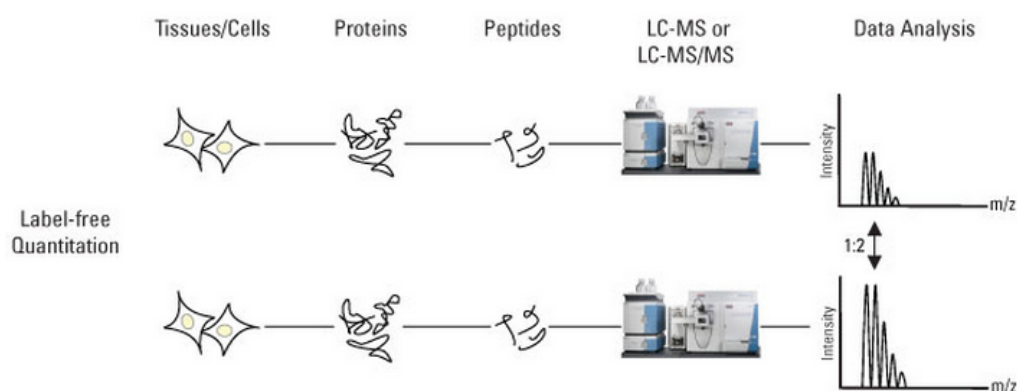 Tissues/Cells
Proteins
Peptides
LC-MS or
LC-MS/MS
Data Analysis
Intensity
m/z
Label-free
Quantitation
1:2
Intensity
m/z